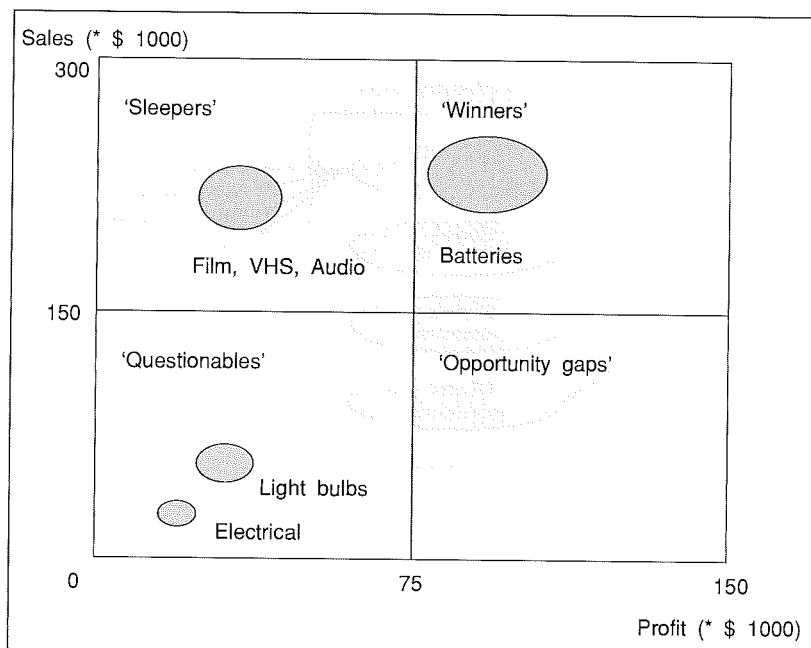 Sales (* $ 1000)
300
'Sleepers'
'Winners'
Film, VHS, Audio
Batteries
150
'Questionables'
'Opportunity gaps'
Light bulbs
Electrical
0
75
150
Profit (* $ 1000)